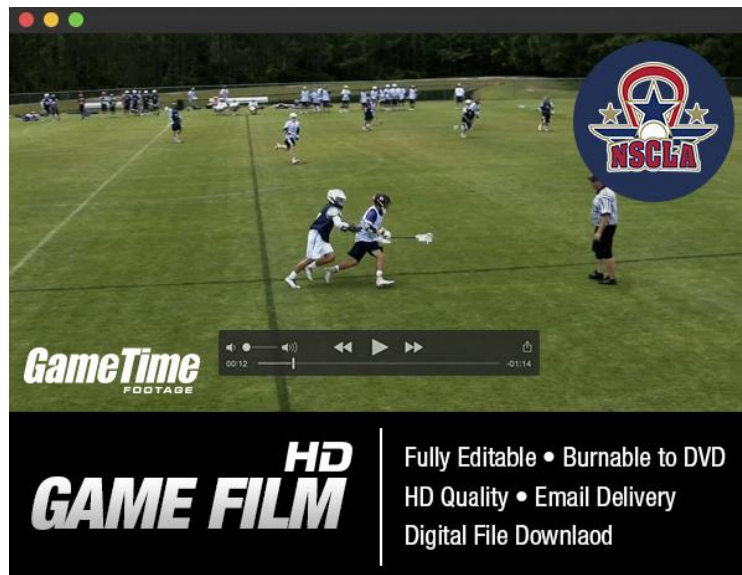 NSCLA
GameTime
FOOTAGE
00:12
-01:14
HD
GAME FILM
Fully Editable • Burnable to DVD
HD Quality • Email Delivery
Digital File Downlaod